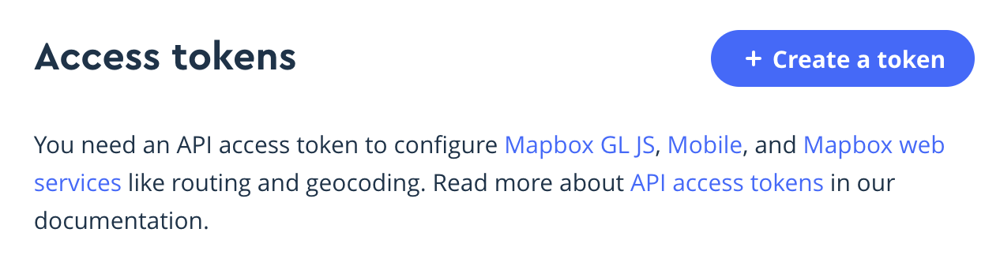 Access tokens
+ Create a token
You need an API access token to configure Mapbox GL JS, Mobile, and Mapbox web
services like routing and geocoding. Read more about API access tokens in our
documentation.